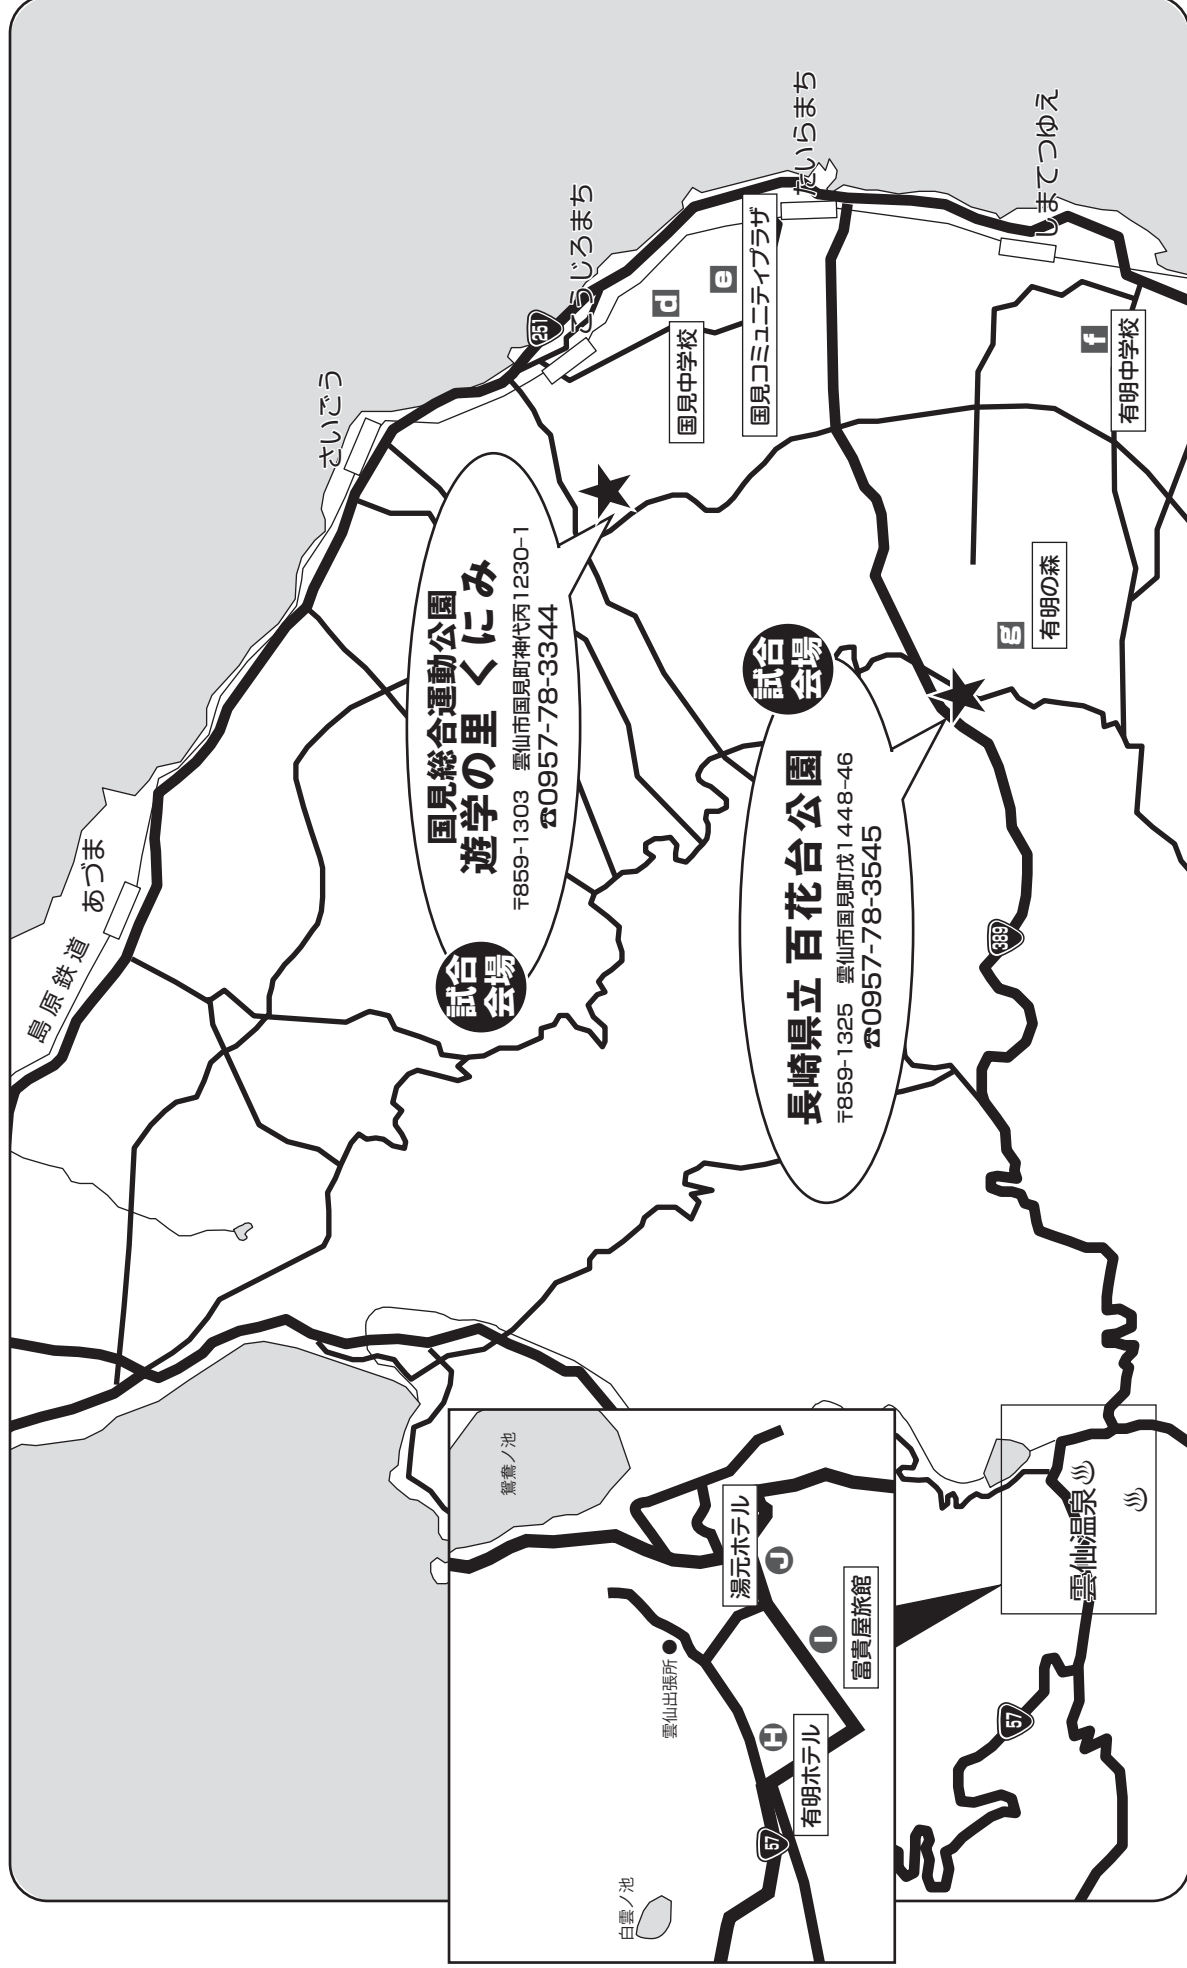 島原鉄道
あづま
さいごう
251
こうじろまち
たいらまち
しまてつゆえ
試合
会場
国見総合運動公園
遊学の里 くにみ
〒859-1303 雲仙市国見町神代丙1230-1
☎0957-78-3344
d
国見中学校
e
国見コミュニティプラザ
試合
会場
長崎県立 百花台公園
〒859-1325 雲仙市国見町戊1448-46
☎0957-78-3545
389
f
有明中学校
g
有明の森
鴛鴦ノ池
白雲ノ池
雲仙出張所
湯元ホテル
J
I
富貴屋旅館
H
有明ホテル
57
雲仙温泉
57